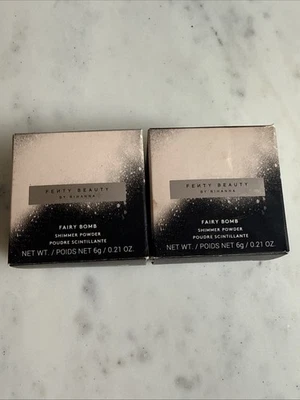 FENTY BEAUTY
BY RIHANNA
FAIRY BOMB
SHIMMER POWDER
POUDRE SCINTILLANTE
NET WT. / POIDS NET 6g / 0.21 OZ.
FENTY BEAUTY
BY RIHANNA
FAIRY BOMB
SHIMMER POWDER
POUDRE SCINTILLANTE
NET WT. / POIDS NET 6g / 0.21 OZ.